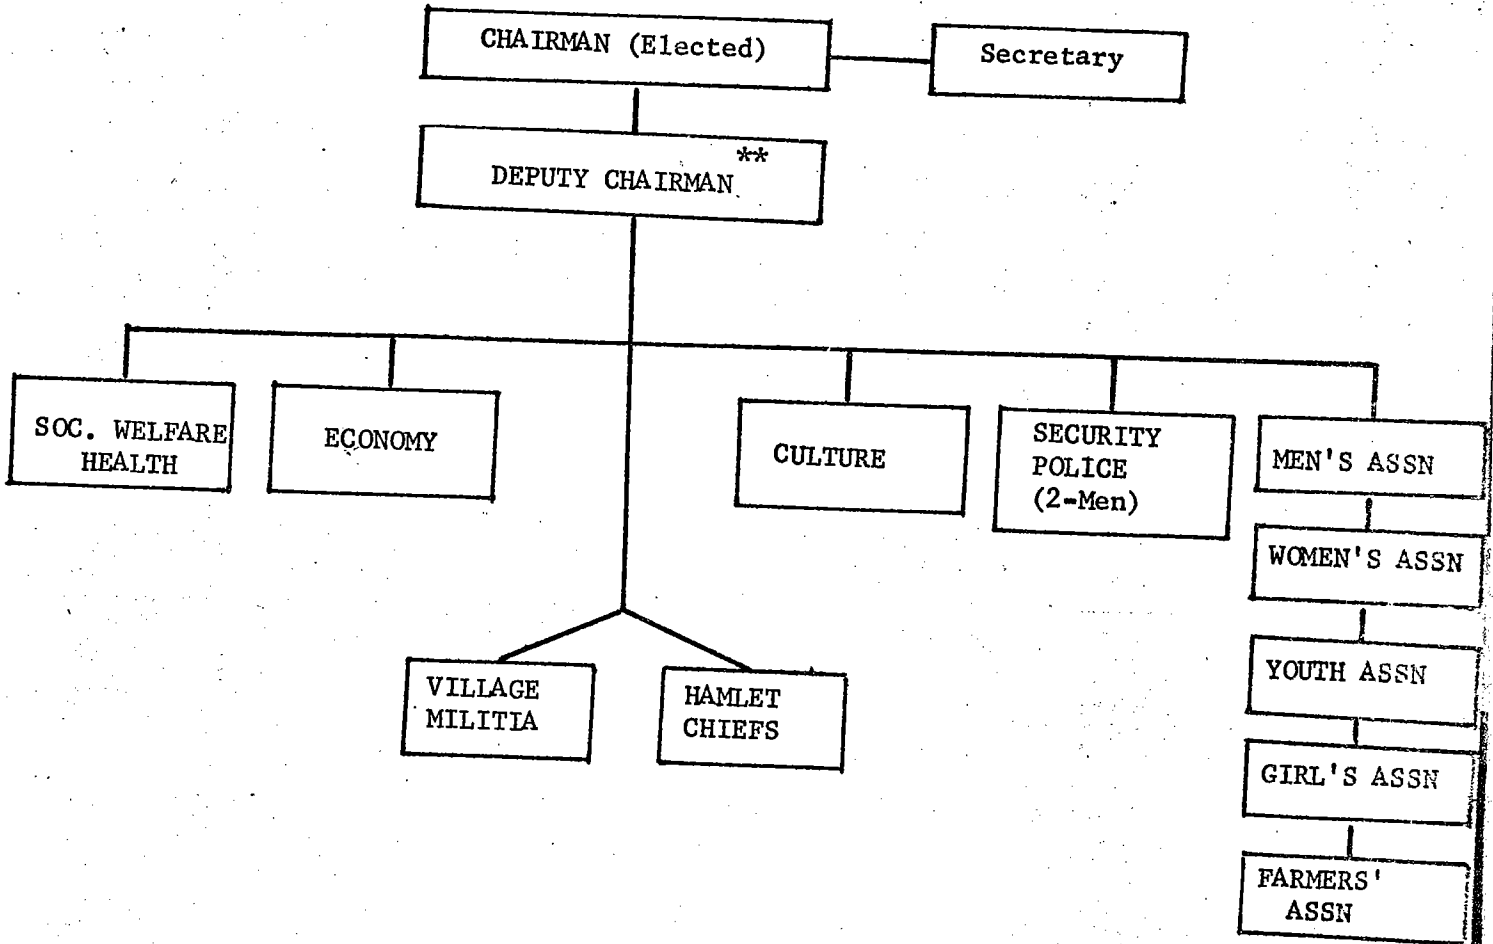 CHAIRMAN (Elected)
Secretary
**
DEPUTY CHAIRMAN
SOC. WELFARE
HEALTH
ECONOMY
CULTURE
SECURITY
POLICE
(2-Men)
MEN'S ASSN
WOMEN'S ASSN
YOUTH ASSN
GIRL'S ASSN
FARMERS'
ASSN
VILLAGE
MILITIA
HAMLET
CHIEFS